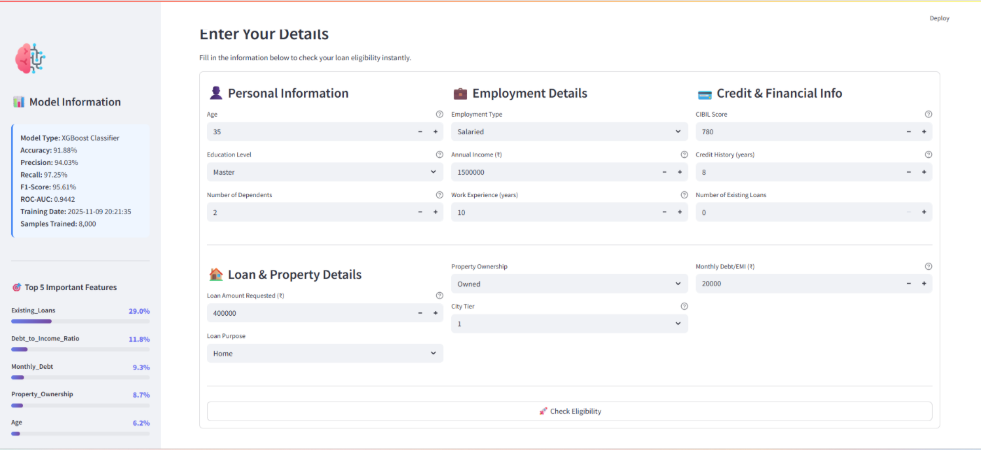 Deploy
Model Information
Model Type: XGBoost Classifier
Accuracy: 91.88%
Precision: 94.03%
Recall: 97.25%
F1-Score: 95.61%
ROC-AUC: 0.9442
Training Date: 2025-11-09 20:21:35
Samples Trained: 8,000
Top 5 Important Features
Existing_Loans 29.0%
Debt_to_Income_Ratio 11.8%
Monthly_Debt 9.3%
Property_Ownership 8.7%
Age 6.2%
Enter Your Details
Fill in the information below to check your loan eligibility instantly.
Personal Information
Age
35
Education Level
Master
Number of Dependents
2
Employment Details
Employment Type
Salaried
Annual Income (₹)
1500000
Work Experience (years)
10
Credit & Financial Info
CIBIL Score
780
Credit History (years)
8
Number of Existing Loans
0
Loan & Property Details
Loan Amount Requested (₹)
400000
Loan Purpose
Home
Property Ownership
Owned
City Tier
1
Monthly Debt/EMI (₹)
20000
Check Eligibility